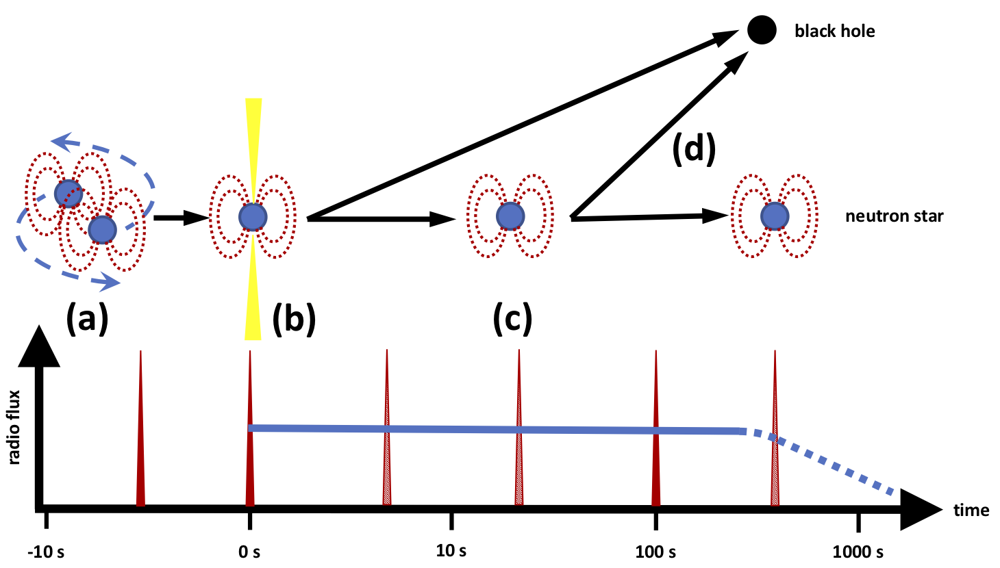 black hole
(d)
neutron star
(a)
(b)
(c)
radio flux
time
-10 s
0 s
10 s
100 s
1000 s